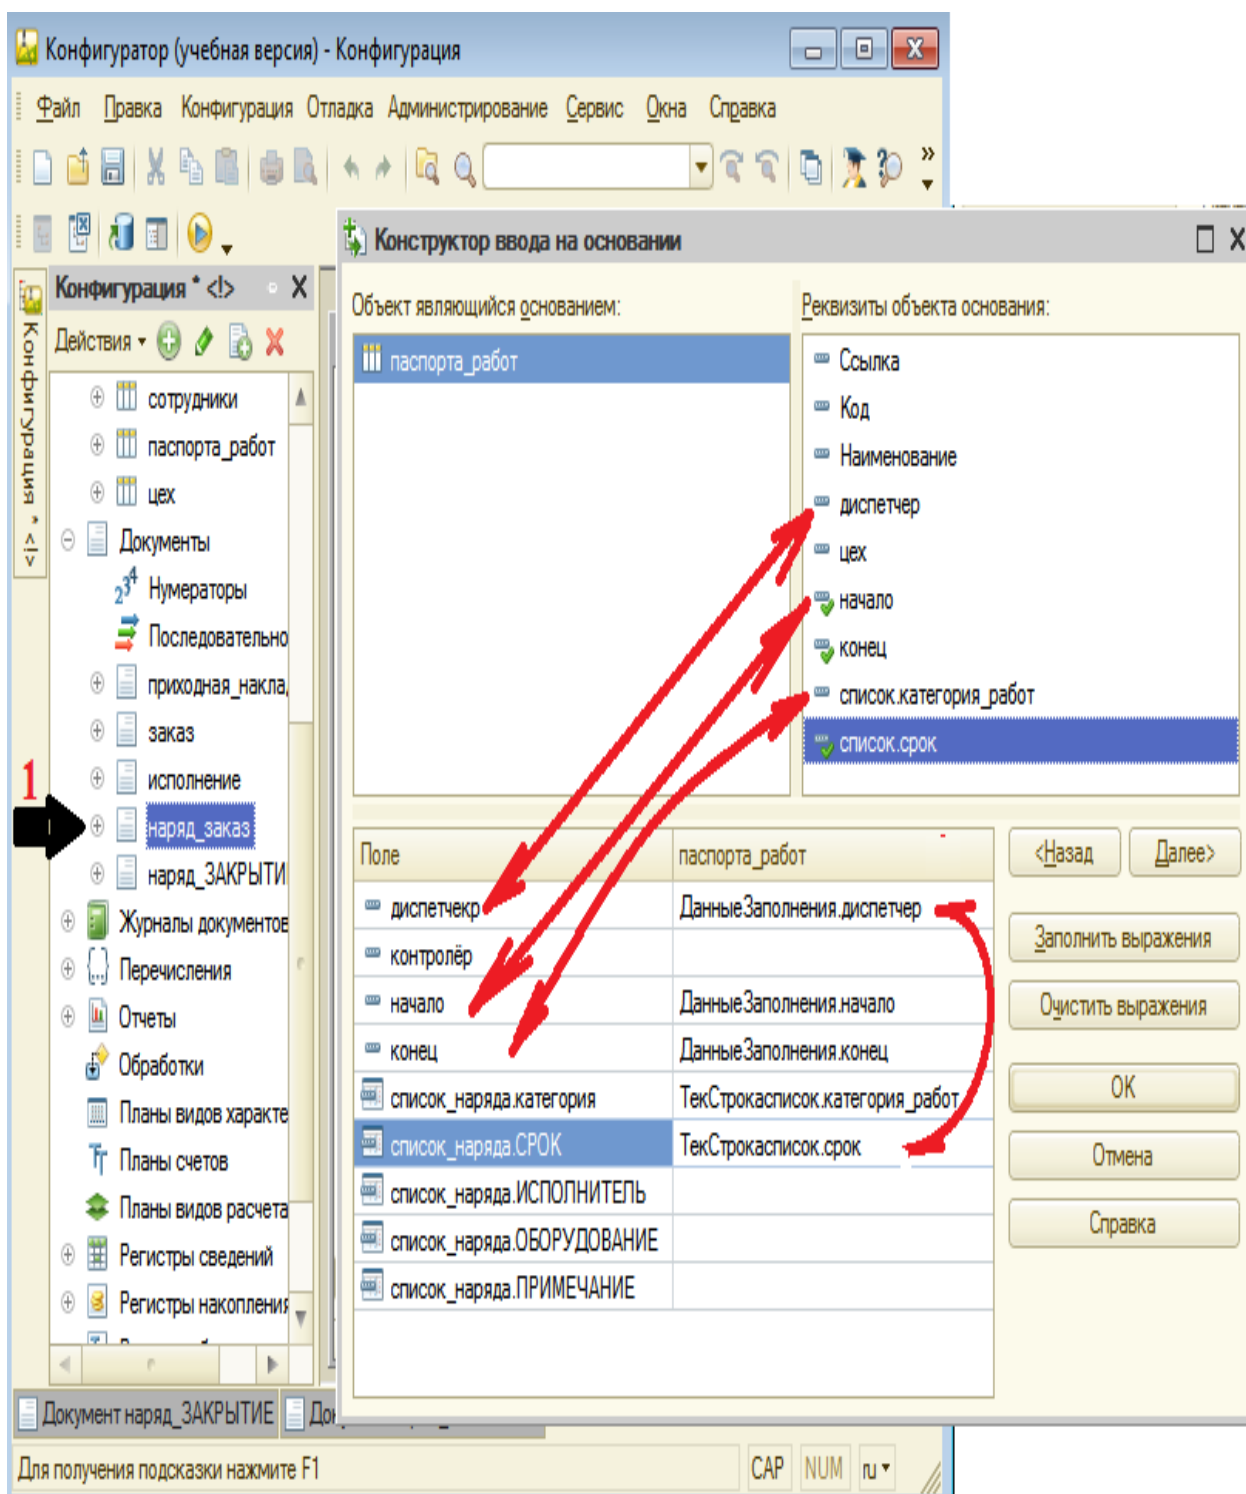 Конфигуратор (учебная версия) - Конфигурация
Файл Правка Конфигурация Отладка Администрирование Сервис Окна Справка
Конфигурация * <!>
Конфигурация * <!>
Действия
сотрудники
паспорта_работ
цех
Документы
Нумераторы
Последовательно
приходная_накла
заказ
исполнение
1
наряд_заказ
наряд_ЗАКРЫТИ
Журналы документов
Перечисления
Отчеты
Обработки
Планы видов характе
Планы счетов
Планы видов расчета
Регистры сведений
Регистры накопления
Конструктор ввода на основании
Объект являющийся основанием:
паспорта_работ
Реквизиты объекта основания:
Ссылка
Код
Наименование
диспетчер
цех
начало
конец
список.категория_работ
список.срок
Поле паспорта_работ
диспетчекр ДанныеЗаполнения.диспетчер
контролёр
начало ДанныеЗаполнения.начало
конец ДанныеЗаполнения.конец
список_наряда.категория ТекСтрокасписок.категория_работ
список_наряда.СРОК ТекСтрокасписок.срок
список_наряда.ИСПОЛНИТЕЛЬ
список_наряда.ОБОРУДОВАНИЕ
список_наряда.ПРИМЕЧАНИЕ
<Назад Далее>
Заполнить выражения
Очистить выражения
ОК
Отмена
Справка
Документ наряд_ЗАКРЫТИЕ
Для получения подсказки нажмите F1 CAP NUM ru